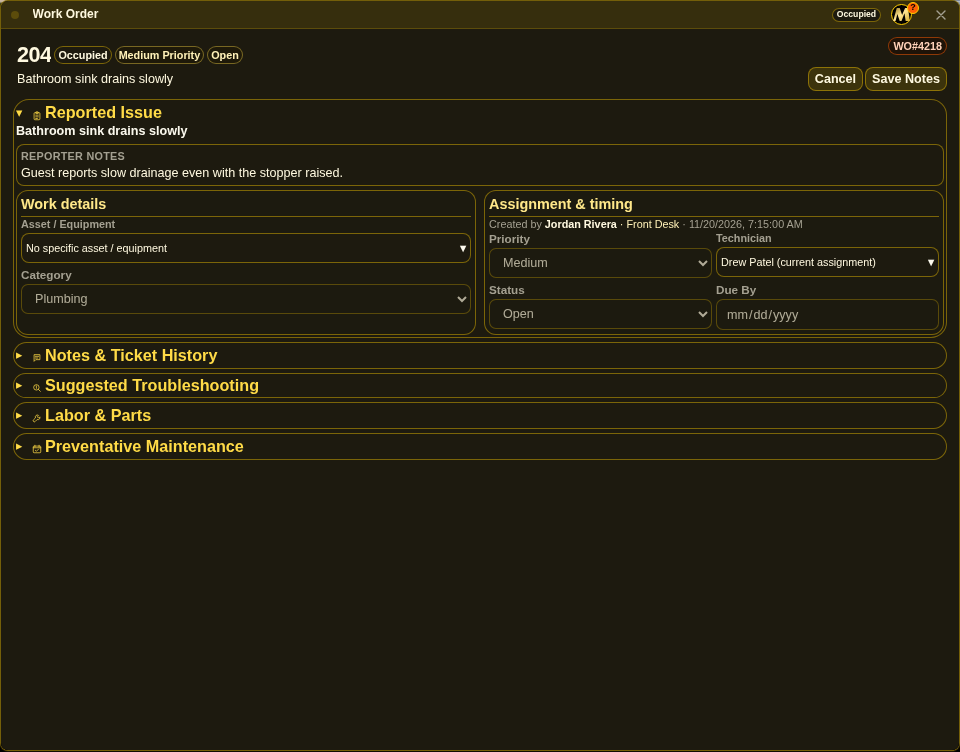 Work Order
Occupied
M
?
204 Occupied Medium Priority Open
WO#4218
Bathroom sink drains slowly
Cancel
Save Notes
Reported Issue
Bathroom sink drains slowly
REPORTER NOTES
Guest reports slow drainage even with the stopper raised.
Work details
Asset / Equipment
No specific asset / equipment
Category
Plumbing
Assignment & timing
Created by Jordan Rivera · Front Desk · 11/20/2026, 7:15:00 AM
Priority
Medium
Technician
Drew Patel (current assignment)
Status
Open
Due By
mm/dd/yyyy
Notes & Ticket History
Suggested Troubleshooting
Labor & Parts
Preventative Maintenance